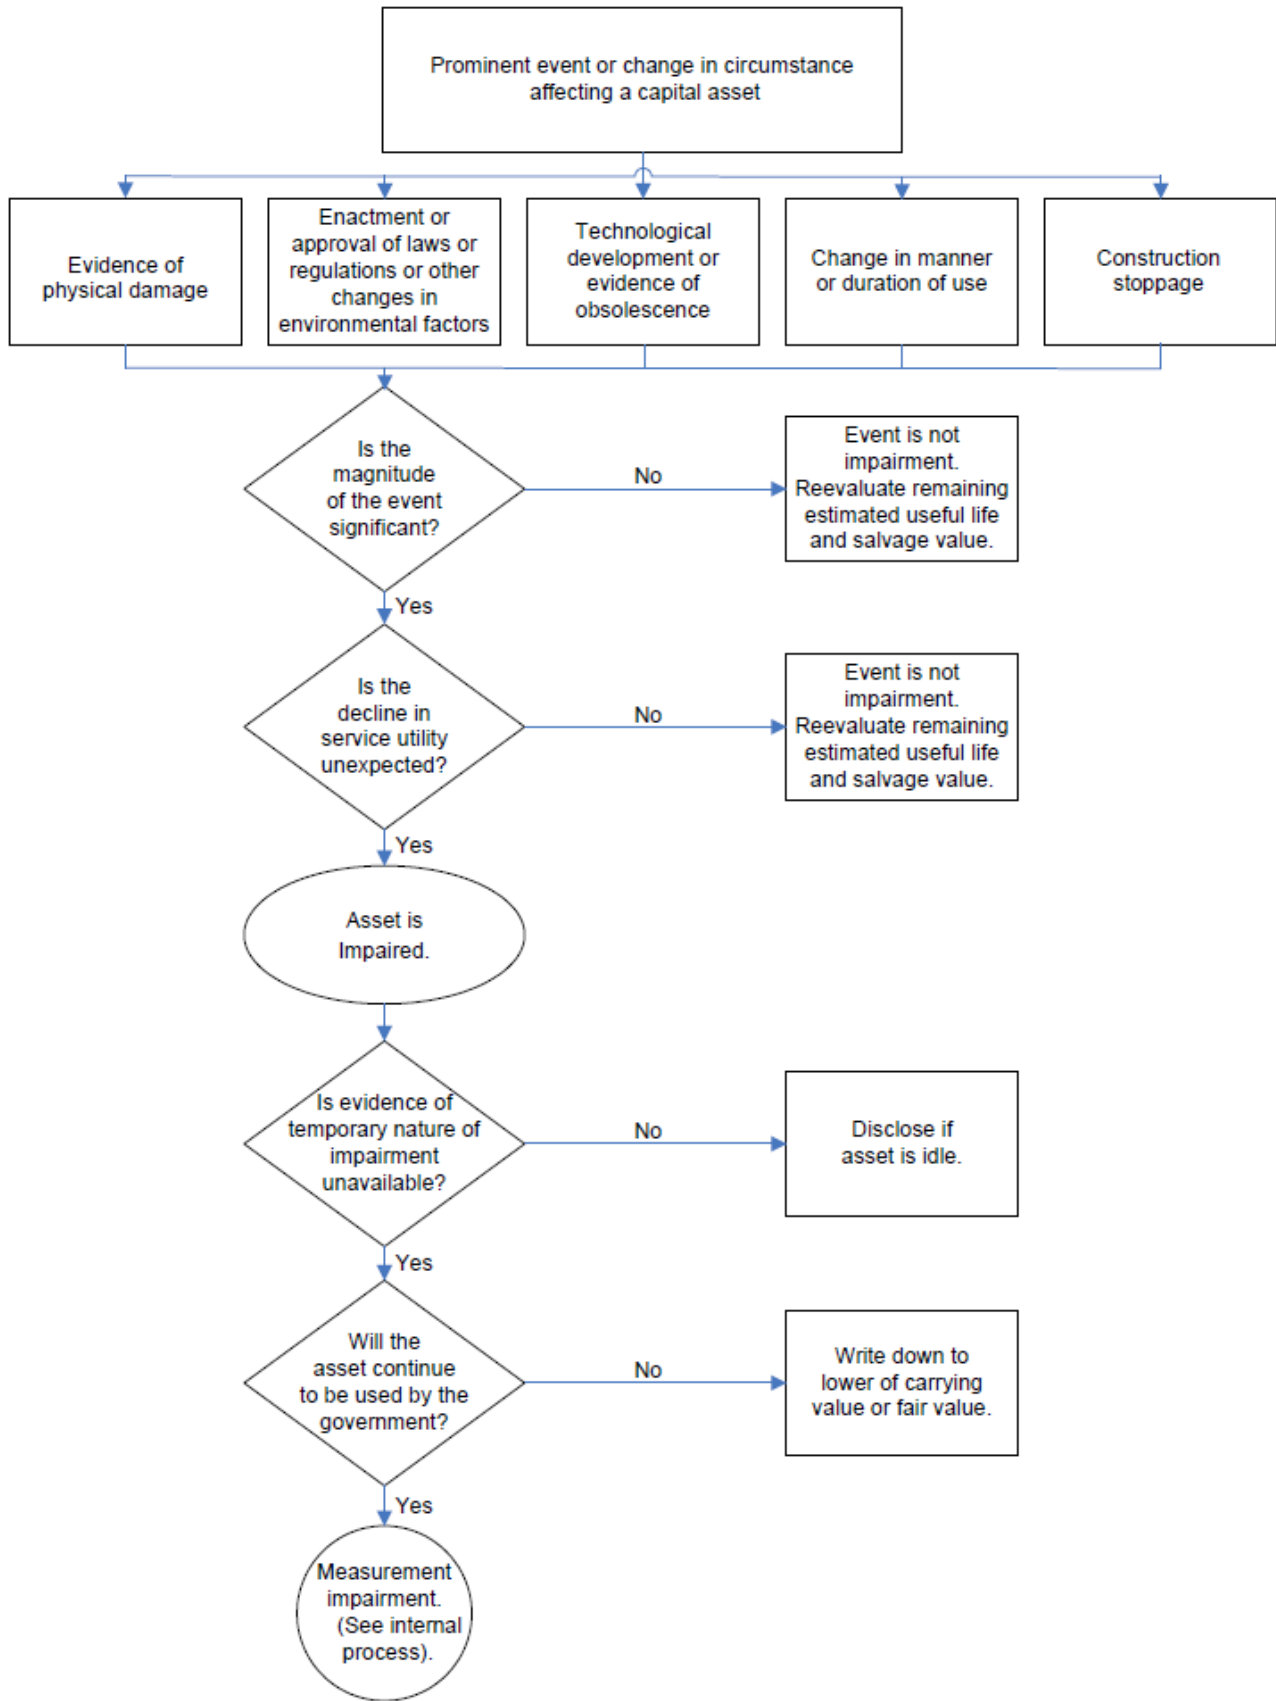 Prominent event or change in circumstance
affecting a capital asset
Evidence of
physical damage
Enactment or
approval of laws or
regulations or other
changes in
environmental factors
Technological
development or
evidence of
obsolescence
Change in manner
or duration of use
Construction
stoppage
Is the
magnitude
of the event
significant?
No
Event is not
impairment.
Reevaluate remaining
estimated useful life
and salvage value.
Yes
Is the
decline in
service utility
unexpected?
No
Event is not
impairment.
Reevaluate remaining
estimated useful life
and salvage value.
Yes
Asset is
Impaired.
Is evidence of
temporary nature of
impairment
unavailable?
No
Disclose if
asset is idle.
Yes
Will the
asset continue
to be used by the
government?
No
Write down to
lower of carrying
value or fair value.
Yes
Measurement
impairment.
(See internal
process).